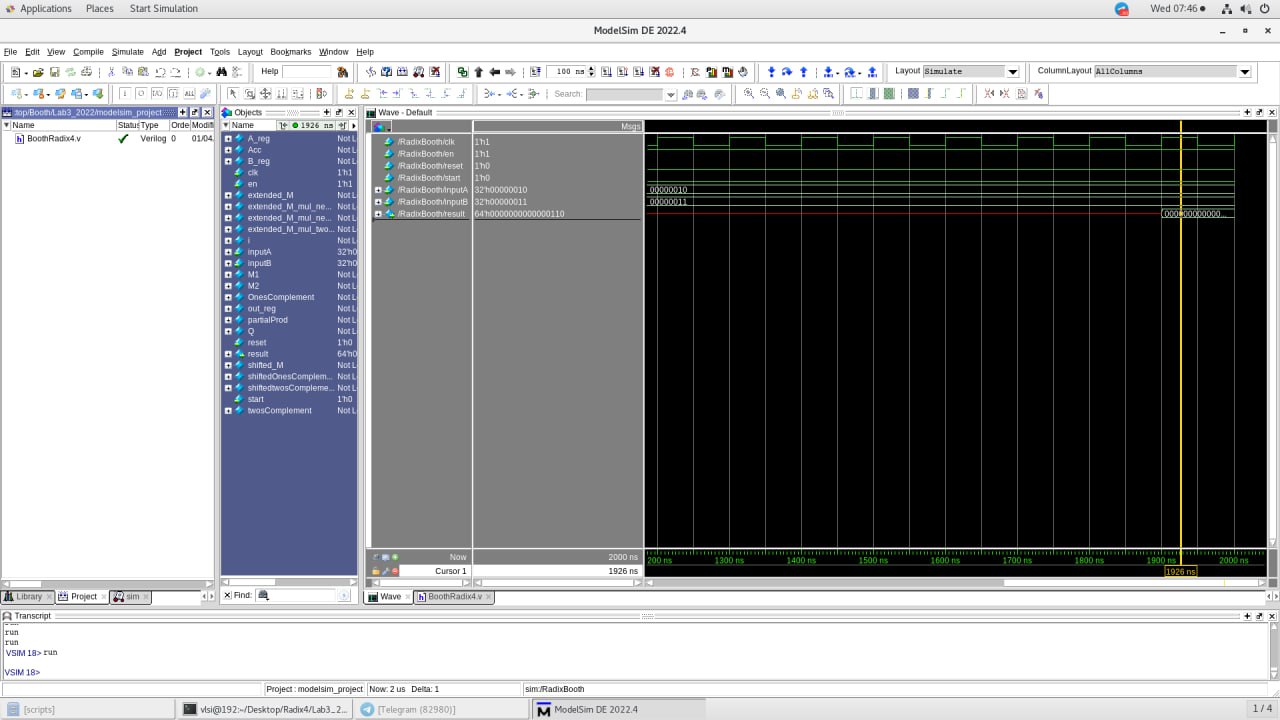 Applications Places Start Simulation Wed 07:46
ModelSim DE 2022.4
File Edit View Compile Simulate Add Project Tools Layout Bookmarks Window Help
Help 100 ns Layout Simulate ColumnLayout AllColumns
Search:
:top/Booth/Lab3_2022/modelsim_project
Name Status Type Orde Modifi
BoothRadix4.v Verilog 0 01/04.
Objects
Name 1926 ns
A_reg Not L
Acc Not L
B_reg Not L
clk 1'h1
en 1'h1
extended_M Not L
extended_M_mul_ne... Not L
extended_M_mul_ne... Not L
extended_M_mul_two... Not L
i Not L
inputA 32'h0
inputB 32'h0
M1 Not L
M2 Not L
OnesComplement Not L
out_reg Not L
partialProd Not L
Q Not L
reset 1'h0
result 64'h0
shifted_M Not L
shiftedOnesComplem... Not L
shiftedtwosCompleme... Not L
start 1'h0
twosComplement Not L
Wave - Default
Msgs
/RadixBooth/clk 1'h1
/RadixBooth/en 1'h1
/RadixBooth/reset 1'h0
/RadixBooth/start 1'h0
/RadixBooth/inputA 32'h00000010 00000010
/RadixBooth/inputB 32'h00000011 00000011
/RadixBooth/result 64'h0000000000000110
Now 2000 ns
200 ns 1300 ns 1400 ns 1500 ns 1600 ns 1700 ns 1800 ns 1900 ns 2000 ns
Cursor 1 1926 ns 1926 ns
Library Project sim
Find:
Wave BoothRadix4.v
Transcript
run
run
VSIM 18> run
VSIM 18>
Project : modelsim_project Now: 2 us Delta: 1 sim:/RadixBooth
[scripts] vlsi@192:~/Desktop/Radix4/Lab3_2... [Telegram (82980)] ModelSim DE 2022.4 1 / 4